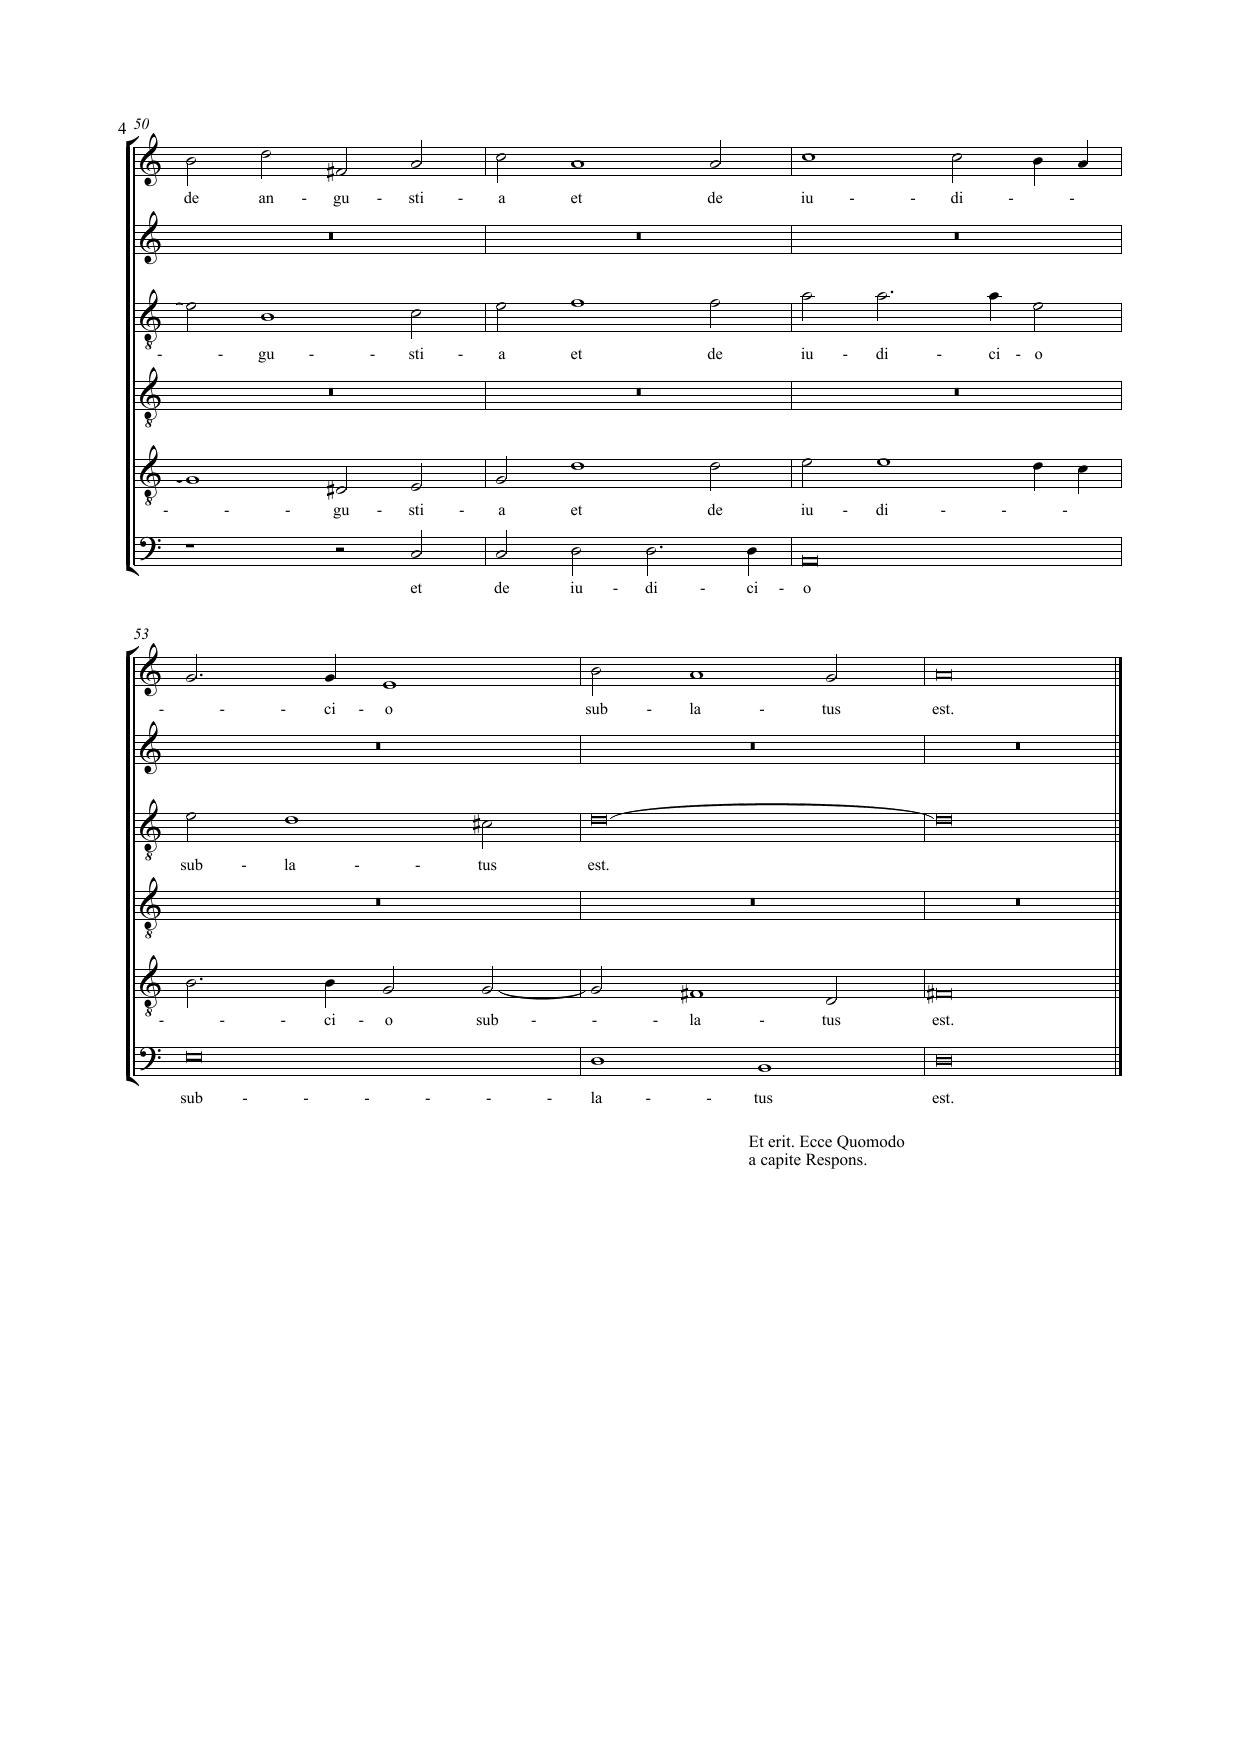 4 50
de an - gu - sti - a et de iu - - di - -
- - gu - - sti - a et de iu - di - ci - o
- - - gu - sti - a et de iu - di - - -
et de iu - di - ci - o
53
- - - ci - o sub - la - tus est.
sub - la - - tus est.
- - - ci - o sub - - - la - tus est.
sub - - - - - - la - - tus est.
Et erit. Ecce Quomodo
a capite Respons.